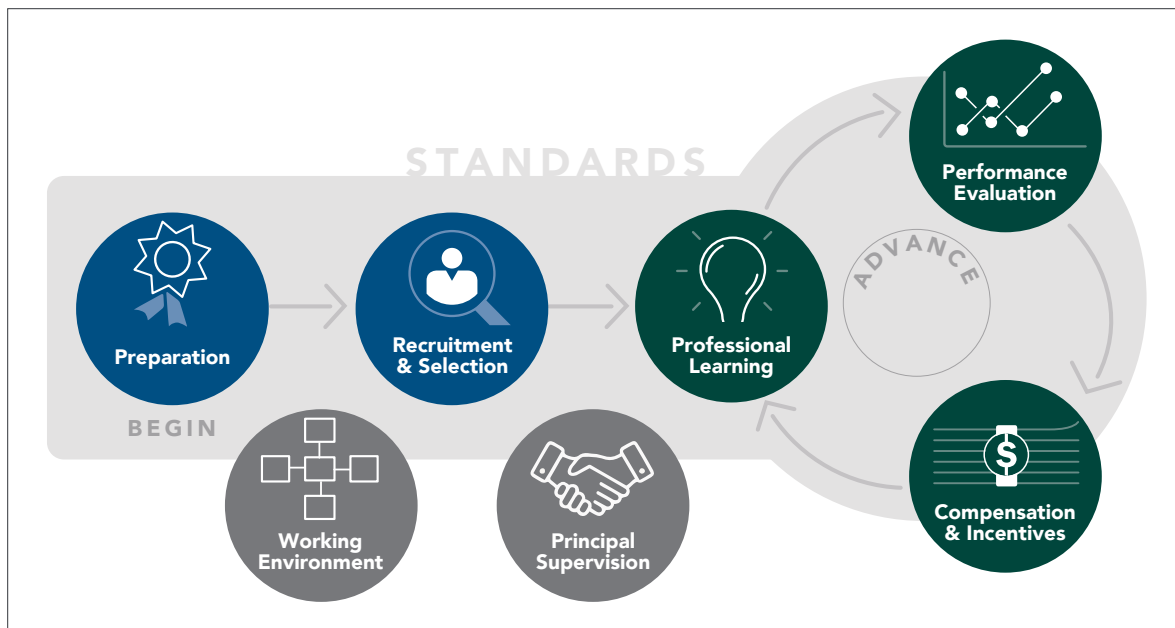 STANDARDS
Performance
Evaluation
ADVANCE
Preparation
Recruitment
& Selection
Professional
Learning
BEGIN
Compensation
& Incentives
$
Working
Environment
Principal
Supervision